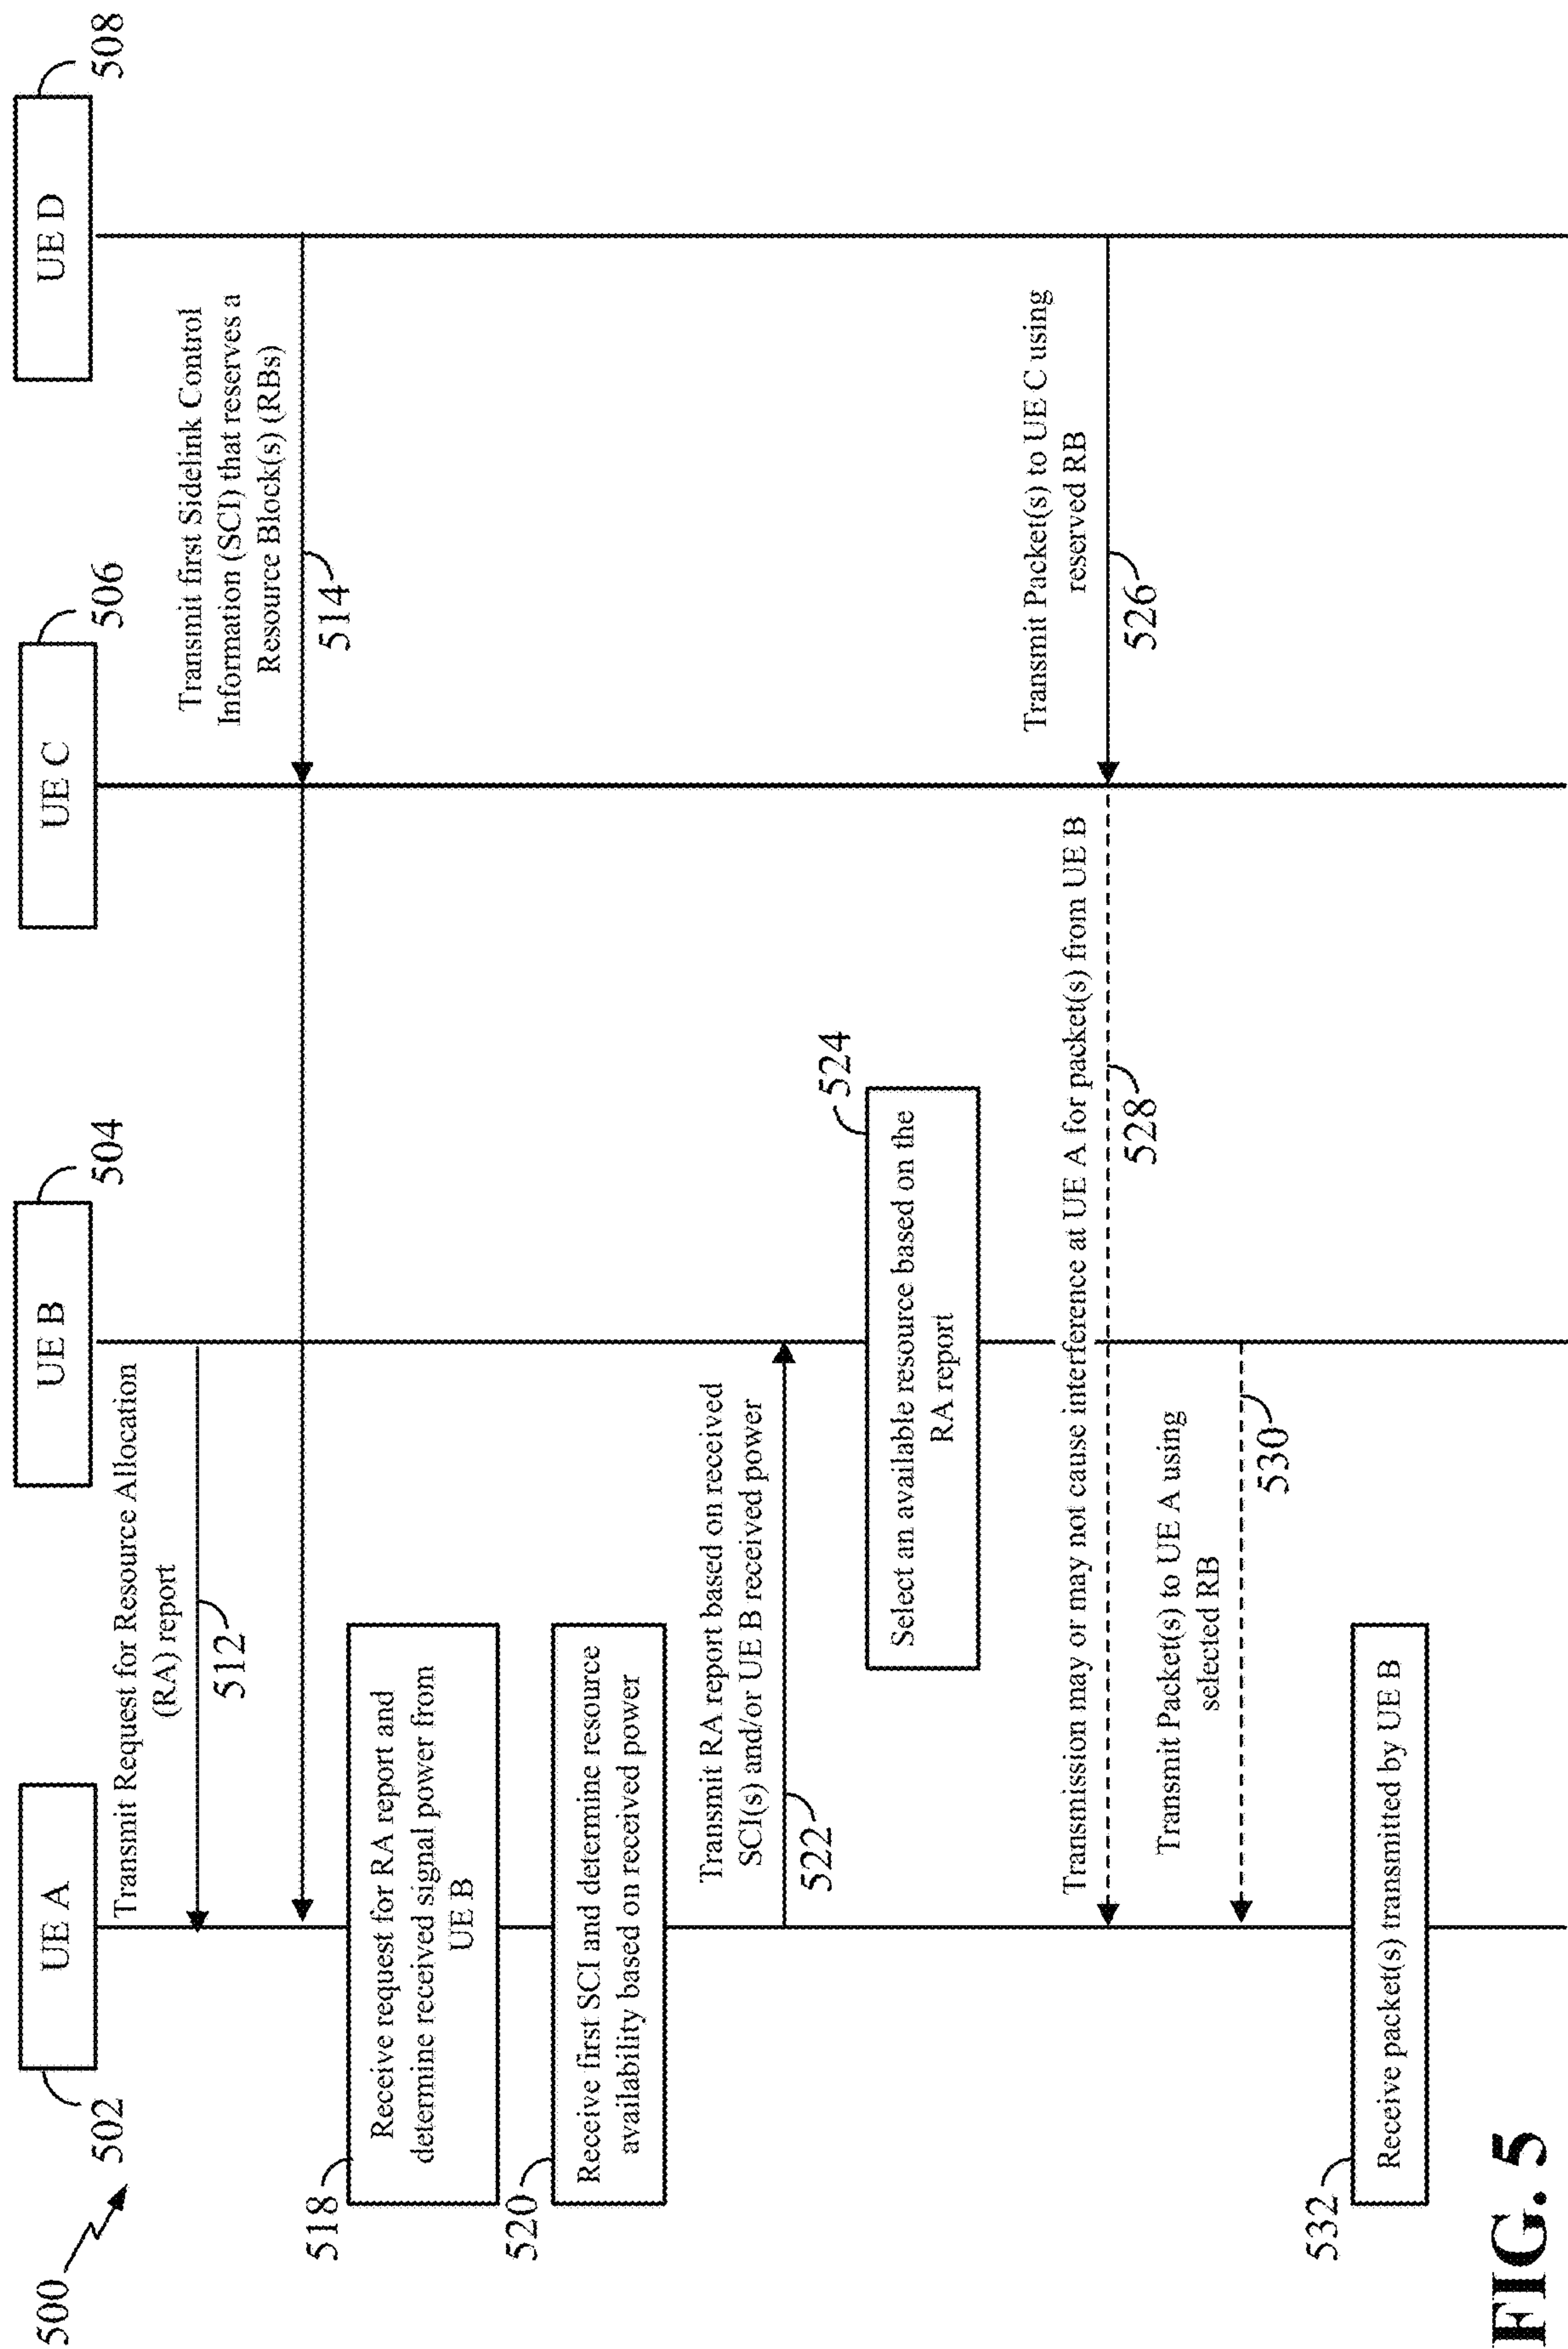 500
502
UE A
UE B
504
UE C
506
UE D
508
Transmit Request for Resource Allocation
(RA) report
512
Transmit first Sidelink Control
Information (SCI) that reserves a
Resource Block(s) (RBs)
514
518
Receive request for RA report and
determine received signal power from
UE B
520
Receive first SCI and determine resource
availability based on received power
Transmit RA report based on received
SCI(s) and/or UE B received power
522
524
Select an available resource based on the
RA report
Transmit Packet(s) to UE C using
reserved RB
526
Transmission may or may not cause interference at UE A for packet(s) from UE B
528
Transmit Packet(s) to UE A using
selected RB
530
532
Receive packet(s) transmitted by UE B
FIG. 5